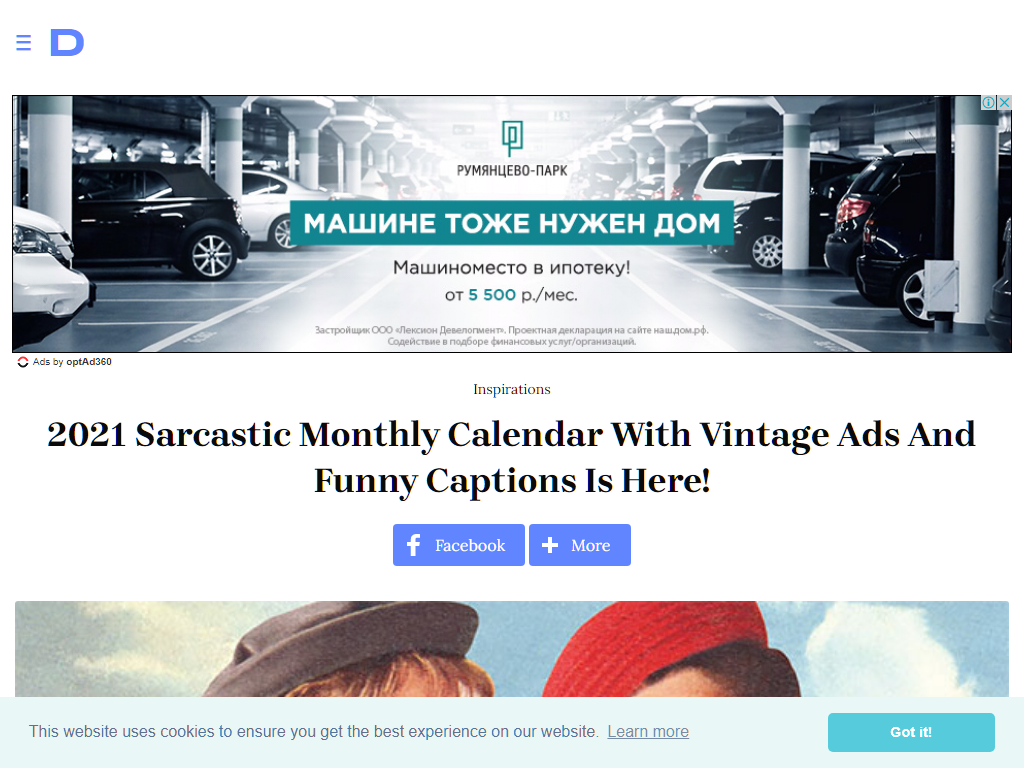 D
РУМЯНЦЕВО-ПАРК
МАШИНЕ ТОЖЕ НУЖЕН ДОМ
Машиноместо в ипотеку!
от 5 500 р./мес.
Застройщик ООО «Лексион Девелопмент». Проектная декларация на сайте наш.дом.рф.
Содействие в подборе финансовых услуг/организаций.
Ads by optAd360
Inspirations
2021 Sarcastic Monthly Calendar With Vintage Ads And
Funny Captions Is Here!
Facebook
More
This website uses cookies to ensure you get the best experience on our website. Learn more
Got it!